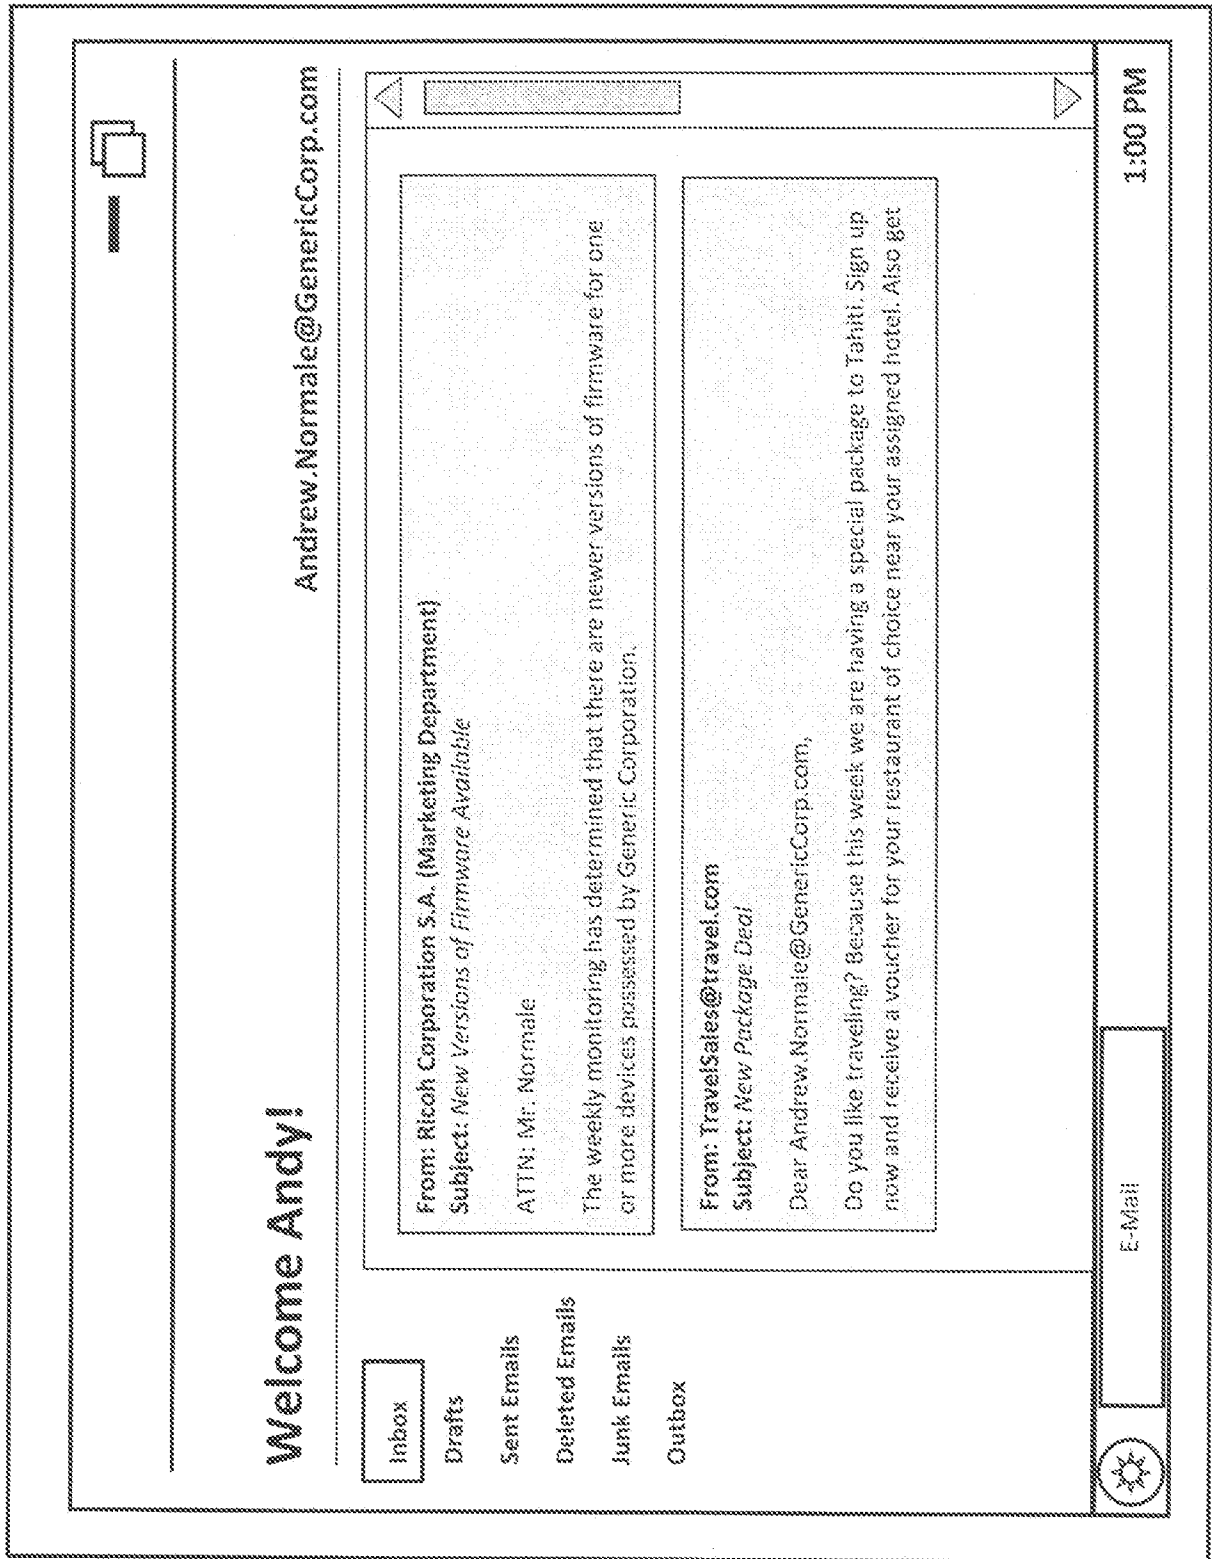 Welcome Andy!
Andrew.Normale@GenericCorp.com
Inbox
Drafts
Sent Emails
Deleted Emails
Junk Emails
Outbox
From: Ricoh Corporation S.A. (Marketing Department)
Subject: New Versions of Firmware Available
ATTN: Mr. Normale
The weekly monitoring has determined that there are newer versions of firmware for one
or more devices possessed by Generic Corporation.
From: TravelSales@travel.com
Subject: New Package Deal
Dear Andrew.Normale@GenericCorp.com,
Do you like traveling? Because this week we are having a special package to Tahiti. Sign up
now and receive a voucher for your restaurant of choice near your assigned hotel. Also get
E-Mail
1:00 PM